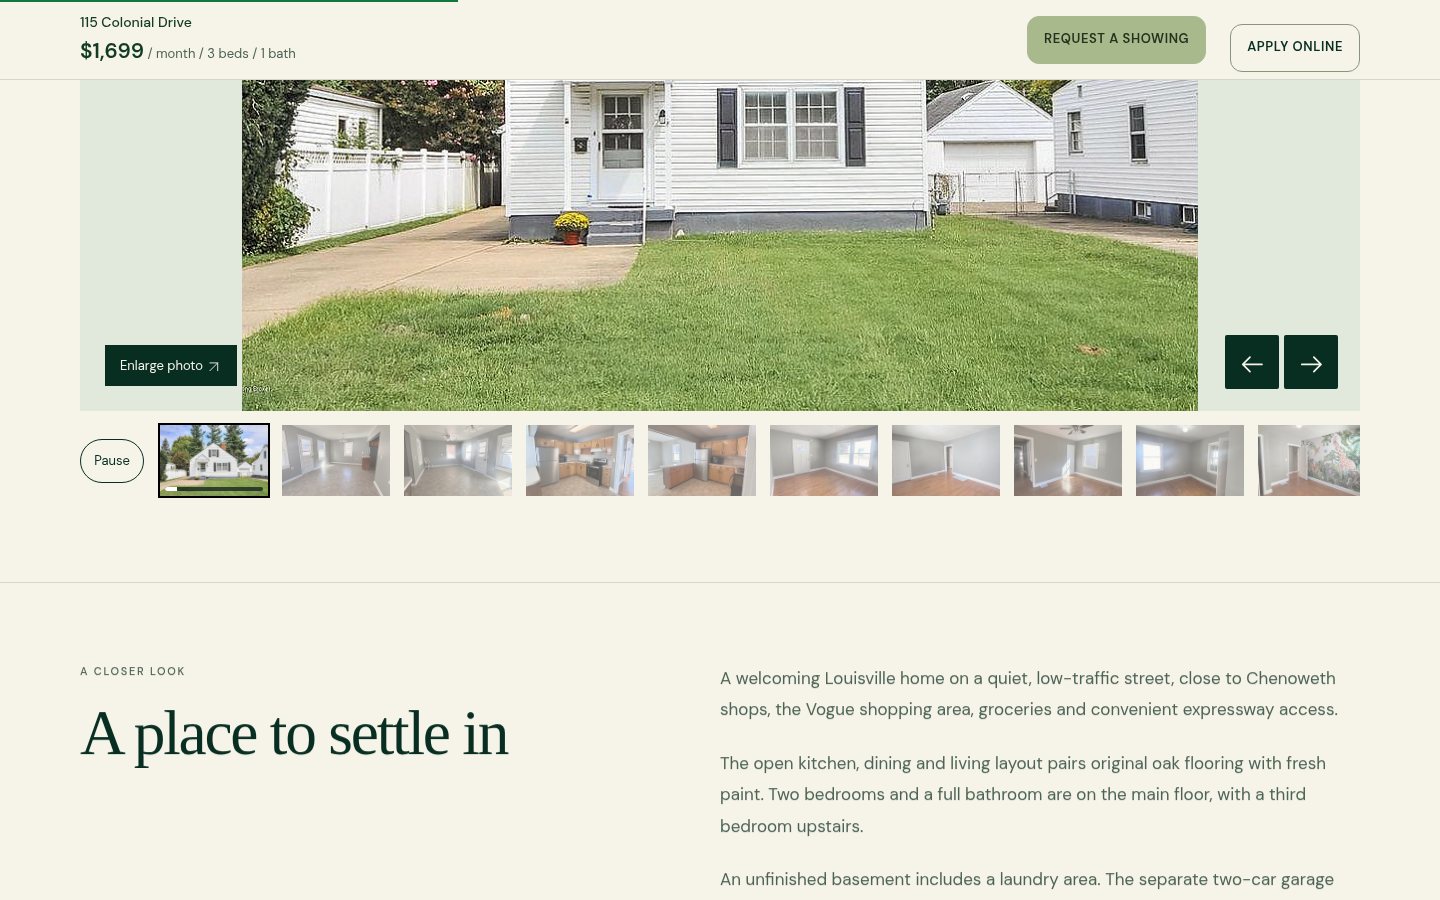 115 Colonial Drive
$1,699 / month / 3 beds / 1 bath
REQUEST A SHOWING
APPLY ONLINE
Enlarge photo
Pause
A CLOSER LOOK
A place to settle in
A welcoming Louisville home on a quiet, low-traffic street, close to Chenoweth
shops, the Vogue shopping area, groceries and convenient expressway access.
The open kitchen, dining and living layout pairs original oak flooring with fresh
paint. Two bedrooms and a full bathroom are on the main floor, with a third
bedroom upstairs.
An unfinished basement includes a laundry area. The separate two-car garage